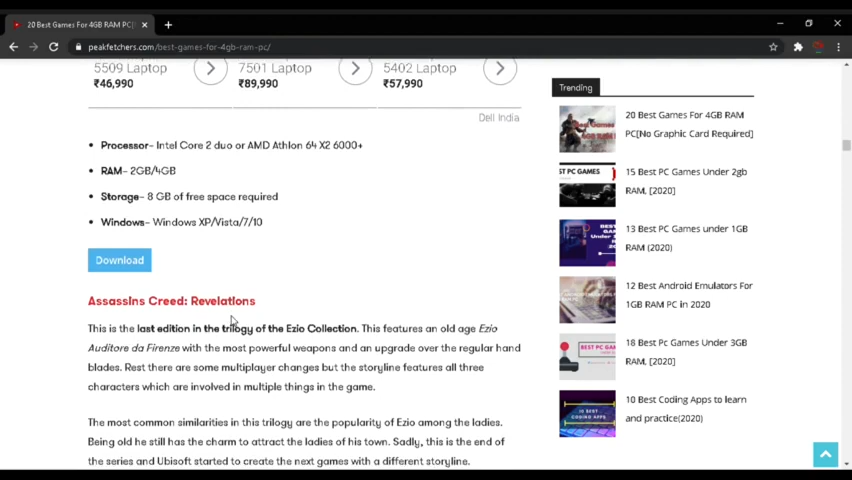 20 Best Games For 4GB RAM PC[
peakfetchers.com/best-games-for-4gb-ram-pc/
5509 Laptop
₹46,990
7501 Laptop
₹89,990
5402 Laptop
₹57,990
Dell India
Processor– Intel Core 2 duo or AMD Athlon 64 X2 6000+
RAM– 2GB/4GB
Storage– 8 GB of free space required
Windows– Windows XP/Vista/7/10
Download
Assassins Creed: Revelations
This is the last edition in the trilogy of the Ezio Collection. This features an old age Ezio
Auditore da Firenze with the most powerful weapons and an upgrade over the regular hand
blades. Rest there are some multiplayer changes but the storyline features all three
characters which are involved in multiple things in the game.
The most common similarities in this trilogy are the popularity of Ezio among the ladies.
Being old he still has the charm to attract the ladies of his town. Sadly, this is the end of
the series and Ubisoft started to create the next games with a different storyline.
Trending
20 Best Games For 4GB RAM
PC[No Graphic Card Required]
ST PC GAMES
15 Best PC Games Under 2gb
RAM, [2020]
13 Best PC Games under 1GB
RAM (2020)
12 Best Android Emulators For
1GB RAM PC in 2020
BEST PC G
18 Best PC Games Under 3GB
RAM, [2020]
10 BEST
CODING APPS
10 Best Coding Apps to learn
and practice(2020)